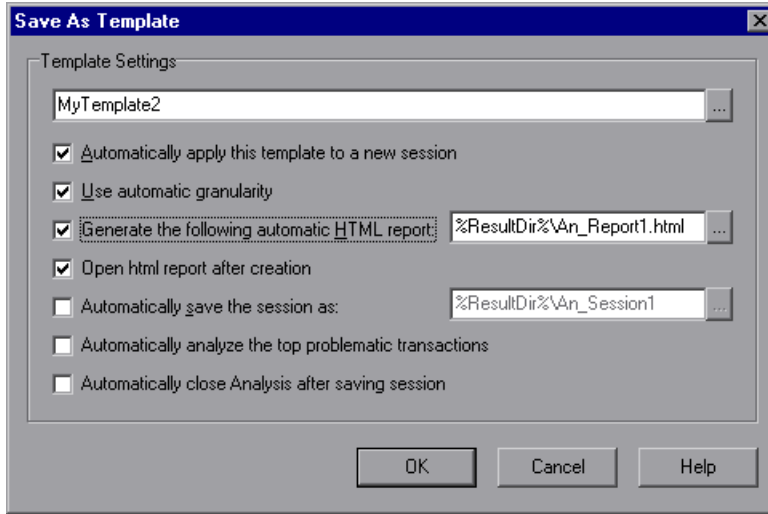 Save As Template
Template Settings
MyTemplate2 ...
Automatically apply this template to a new session
Use automatic granularity
Generate the following automatic HTML report: %ResultDir%\An_Report1.html ...
Open html report after creation
Automatically save the session as: %ResultDir%\An_Session1 ...
Automatically analyze the top problematic transactions
Automatically close Analysis after saving session
OK Cancel Help